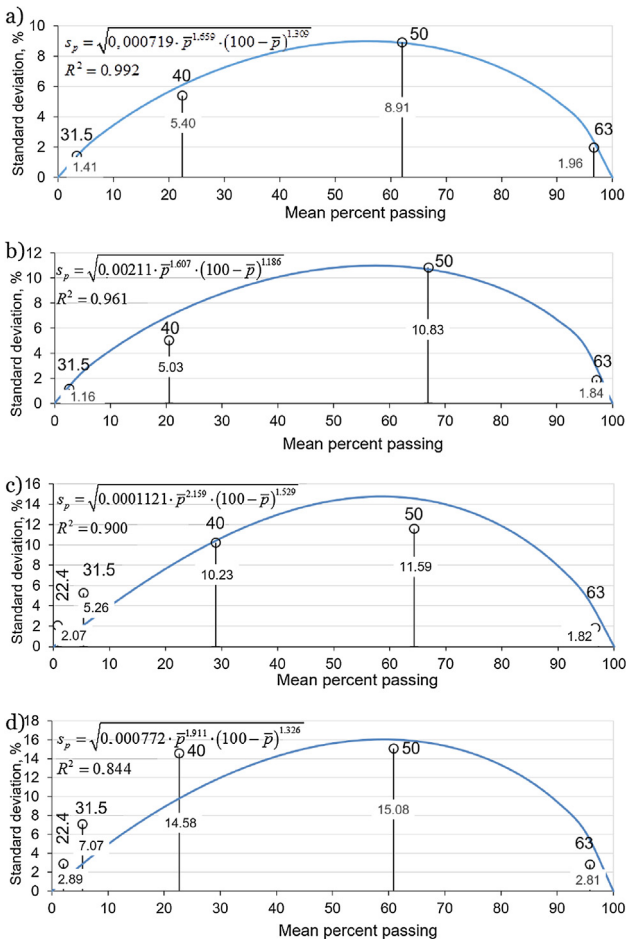 a)
s_p = √0.000719 · p̅^1.559 · (100 − p̅)^1.309
R² = 0.992
Standard deviation, %
10
8
6
4
2
0
31.5
1.41
40
5.40
50
8.91
63
1.96
0 10 20 30 40 50 60 70 80 90 100
Mean percent passing
b)
s_p = √0.00211 · p̅^1.607 · (100 − p̅)^1.186
R² = 0.961
Standard deviation, %
12
10
8
6
4
2
0
31.5
1.16
40
5.03
50
10.83
63
1.84
0 10 20 30 40 50 60 70 80 90 100
Mean percent passing
c)
s_p = √0.0001121 · p̅^2.159 · (100 − p̅)^1.529
R² = 0.900
Standard deviation, %
16
14
12
10
8
6
4
2
0
22.4
2.07
31.5
5.26
40
10.23
50
11.59
63
1.82
0 10 20 30 40 50 60 70 80 90 100
Mean percent passing
d)
s_p = √0.000772 · p̅^1.911 · (100 − p̅)^1.326
R² = 0.844
Standard deviation, %
18
16
14
12
10
8
6
4
2
0
22.4
2.89
31.5
7.07
40
14.58
50
15.08
63
2.81
0 10 20 30 40 50 60 70 80 90 100
Mean percent passing